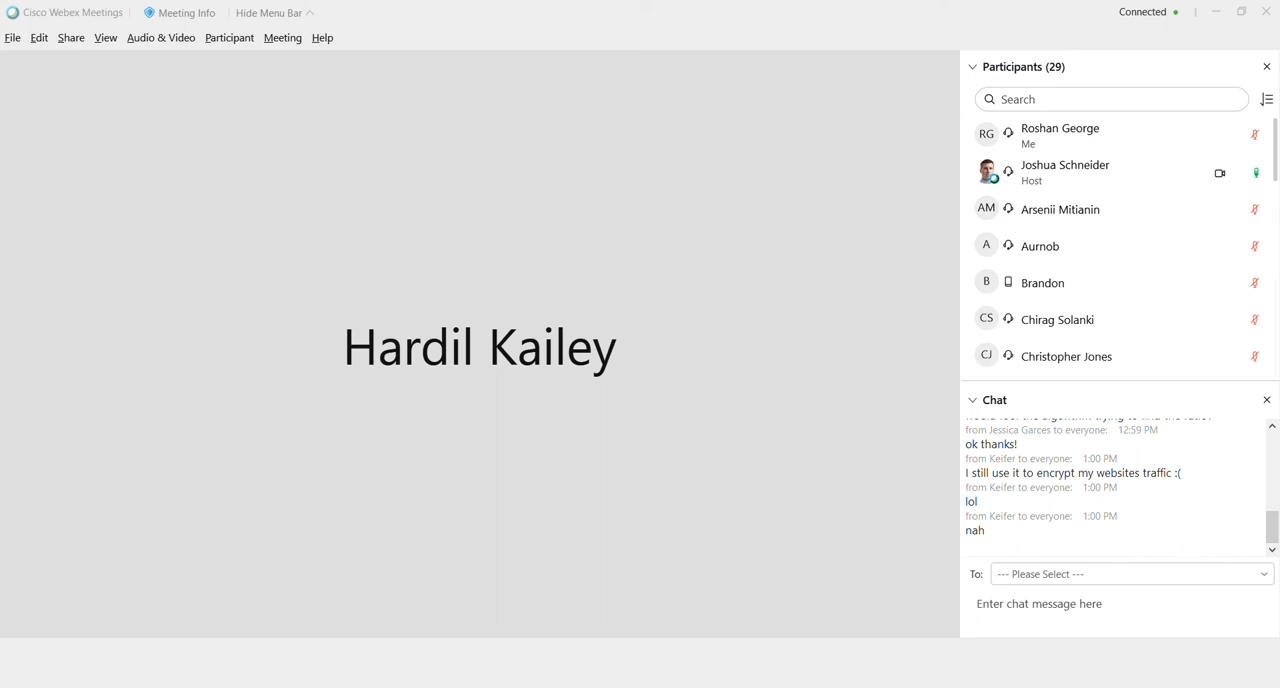 Cisco Webex Meetings
Meeting Info
Hide Menu Bar
Connected
File Edit Share View Audio & Video Participant Meeting Help
Hardil Kailey
Participants (29)
Search
RG Roshan George
Me
Joshua Schneider
Host
AM Arsenii Mitianin
A Aurnob
B Brandon
CS Chirag Solanki
CJ Christopher Jones
Chat
from Jessica Garces to everyone: 12:59 PM
ok thanks!
from Keifer to everyone: 1:00 PM
I still use it to encrypt my websites traffic :(
from Keifer to everyone: 1:00 PM
lol
from Keifer to everyone: 1:00 PM
nah
To: --- Please Select ---
Enter chat message here